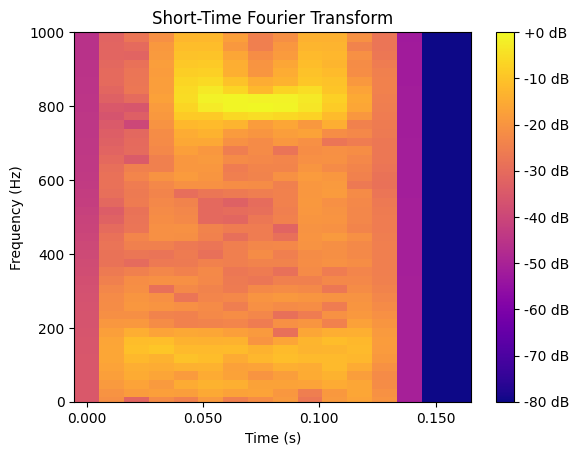 Short-Time Fourier Transform
1000
800
600
400
200
0
Frequency (Hz)
0.000
0.050
0.100
0.150
Time (s)
+0 dB
-10 dB
-20 dB
-30 dB
-40 dB
-50 dB
-60 dB
-70 dB
-80 dB